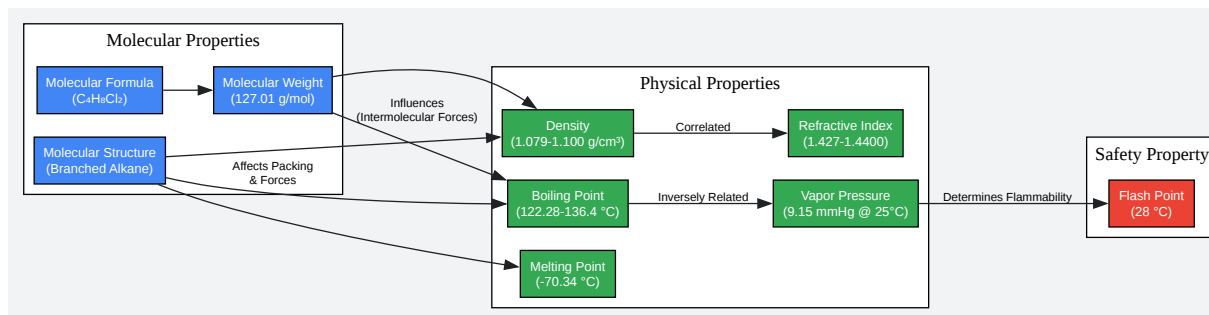 Molecular Properties
Molecular Formula
(C₄H₈Cl₂)
Molecular Weight
(127.01 g/mol)
Molecular Structure
(Branched Alkane)
Influences
(Intermolecular Forces)
Affects Packing
& Forces
Physical Properties
Density
(1.079-1.100 g/cm³)
Correlated
Refractive Index
(1.427-1.4400)
Boiling Point
(122.28-136.4 °C)
Inversely Related
Vapor Pressure
(9.15 mmHg @ 25°C)
Melting Point
(-70.34 °C)
Determines Flammability
Safety Property
Flash Point
(28 °C)